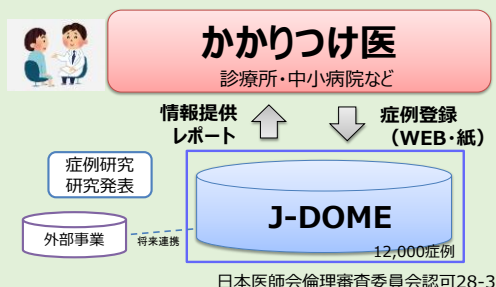 かかりつけ医
診療所・中小病院など
情報提供
レポート
症例登録
（WEB・紙）
症例研究
研究発表
J-DOME
外部事業
将来連携
12,000症例
日本医師会倫理審査委員会認可28-3